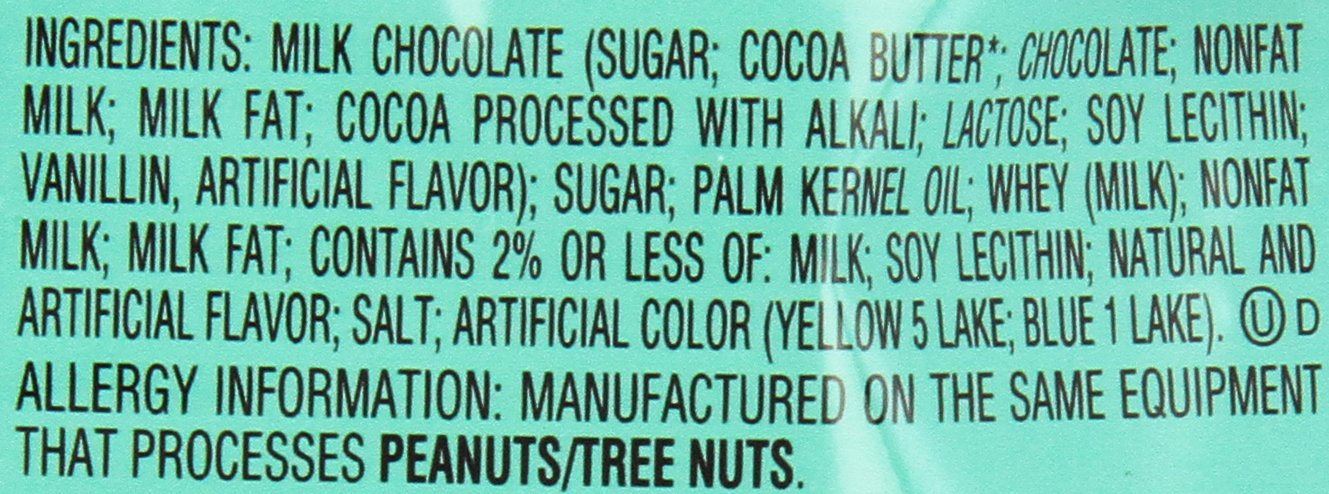 INGREDIENTS: MILK CHOCOLATE (SUGAR; COCOA BUTTER*; CHOCOLATE; NONFAT
MILK; MILK FAT; COCOA PROCESSED WITH ALKALI; LACTOSE; SOY LECITHIN;
VANILLIN, ARTIFICIAL FLAVOR); SUGAR; PALM KERNEL OIL; WHEY (MILK); NONFAT
MILK; MILK FAT; CONTAINS 2% OR LESS OF: MILK; SOY LECITHIN; NATURAL AND
ARTIFICIAL FLAVOR; SALT; ARTIFICIAL COLOR (YELLOW 5 LAKE; BLUE 1 LAKE). Ⓤ D
ALLERGY INFORMATION: MANUFACTURED ON THE SAME EQUIPMENT
THAT PROCESSES PEANUTS/TREE NUTS.